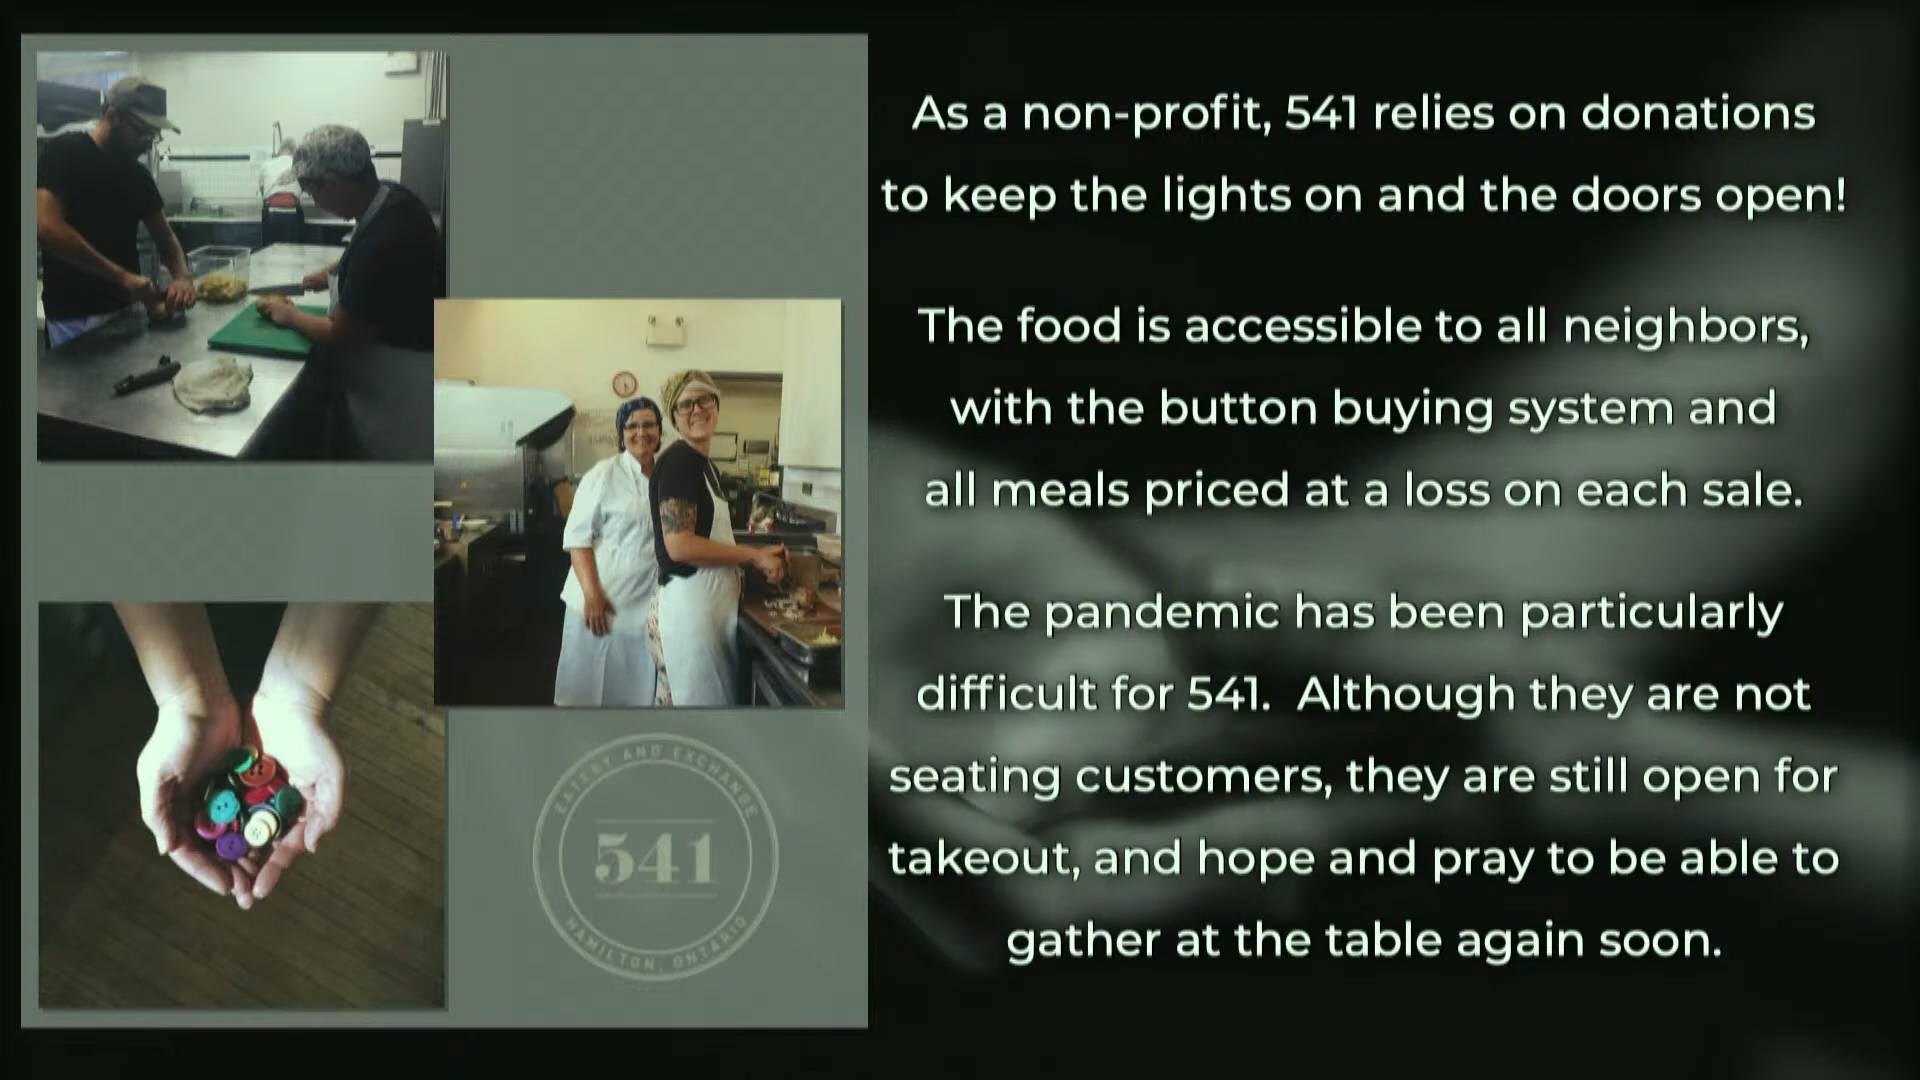 As a non-profit, 541 relies on donations
to keep the lights on and the doors open!
The food is accessible to all neighbors,
with the button buying system and
all meals priced at a loss on each sale.
The pandemic has been particularly
difficult for 541. Although they are not
seating customers, they are still open for
takeout, and hope and pray to be able to
gather at the table again soon.
EATERY AND EXCHANGE
541
HAMILTON, ONTARIO